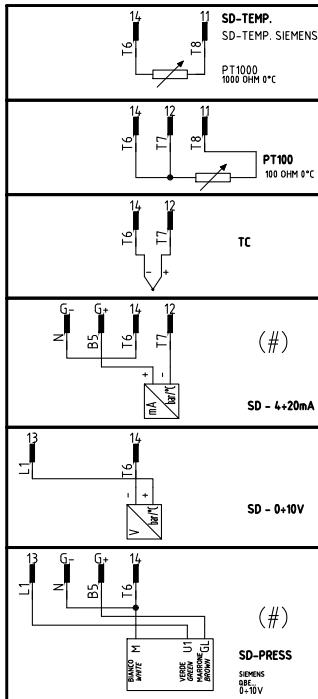 14 11 SD-TEMP.
SD-TEMP. SIEMENS
T6 T8
PT1000
1000 OHM 0°C
14 12 11
T6 T7 T8
PT100
100 OHM 0°C
14 12
T6 T7
TC
- +
G- G+ 14 12
N B5 T6 T7
(#)
+ -
mA bar/°C
SD - 4÷20mA
13 14
L1 T6
- +
V bar/°C
SD - 0÷10V
13 G- G+ 14
L1 N B5 T6
(#)
M U1 GL
BIANCO
WHITE
VERDE
GREEN
MARRONE
BROWN
SD-PRESS
SIEMENS
QBE...
0÷10V